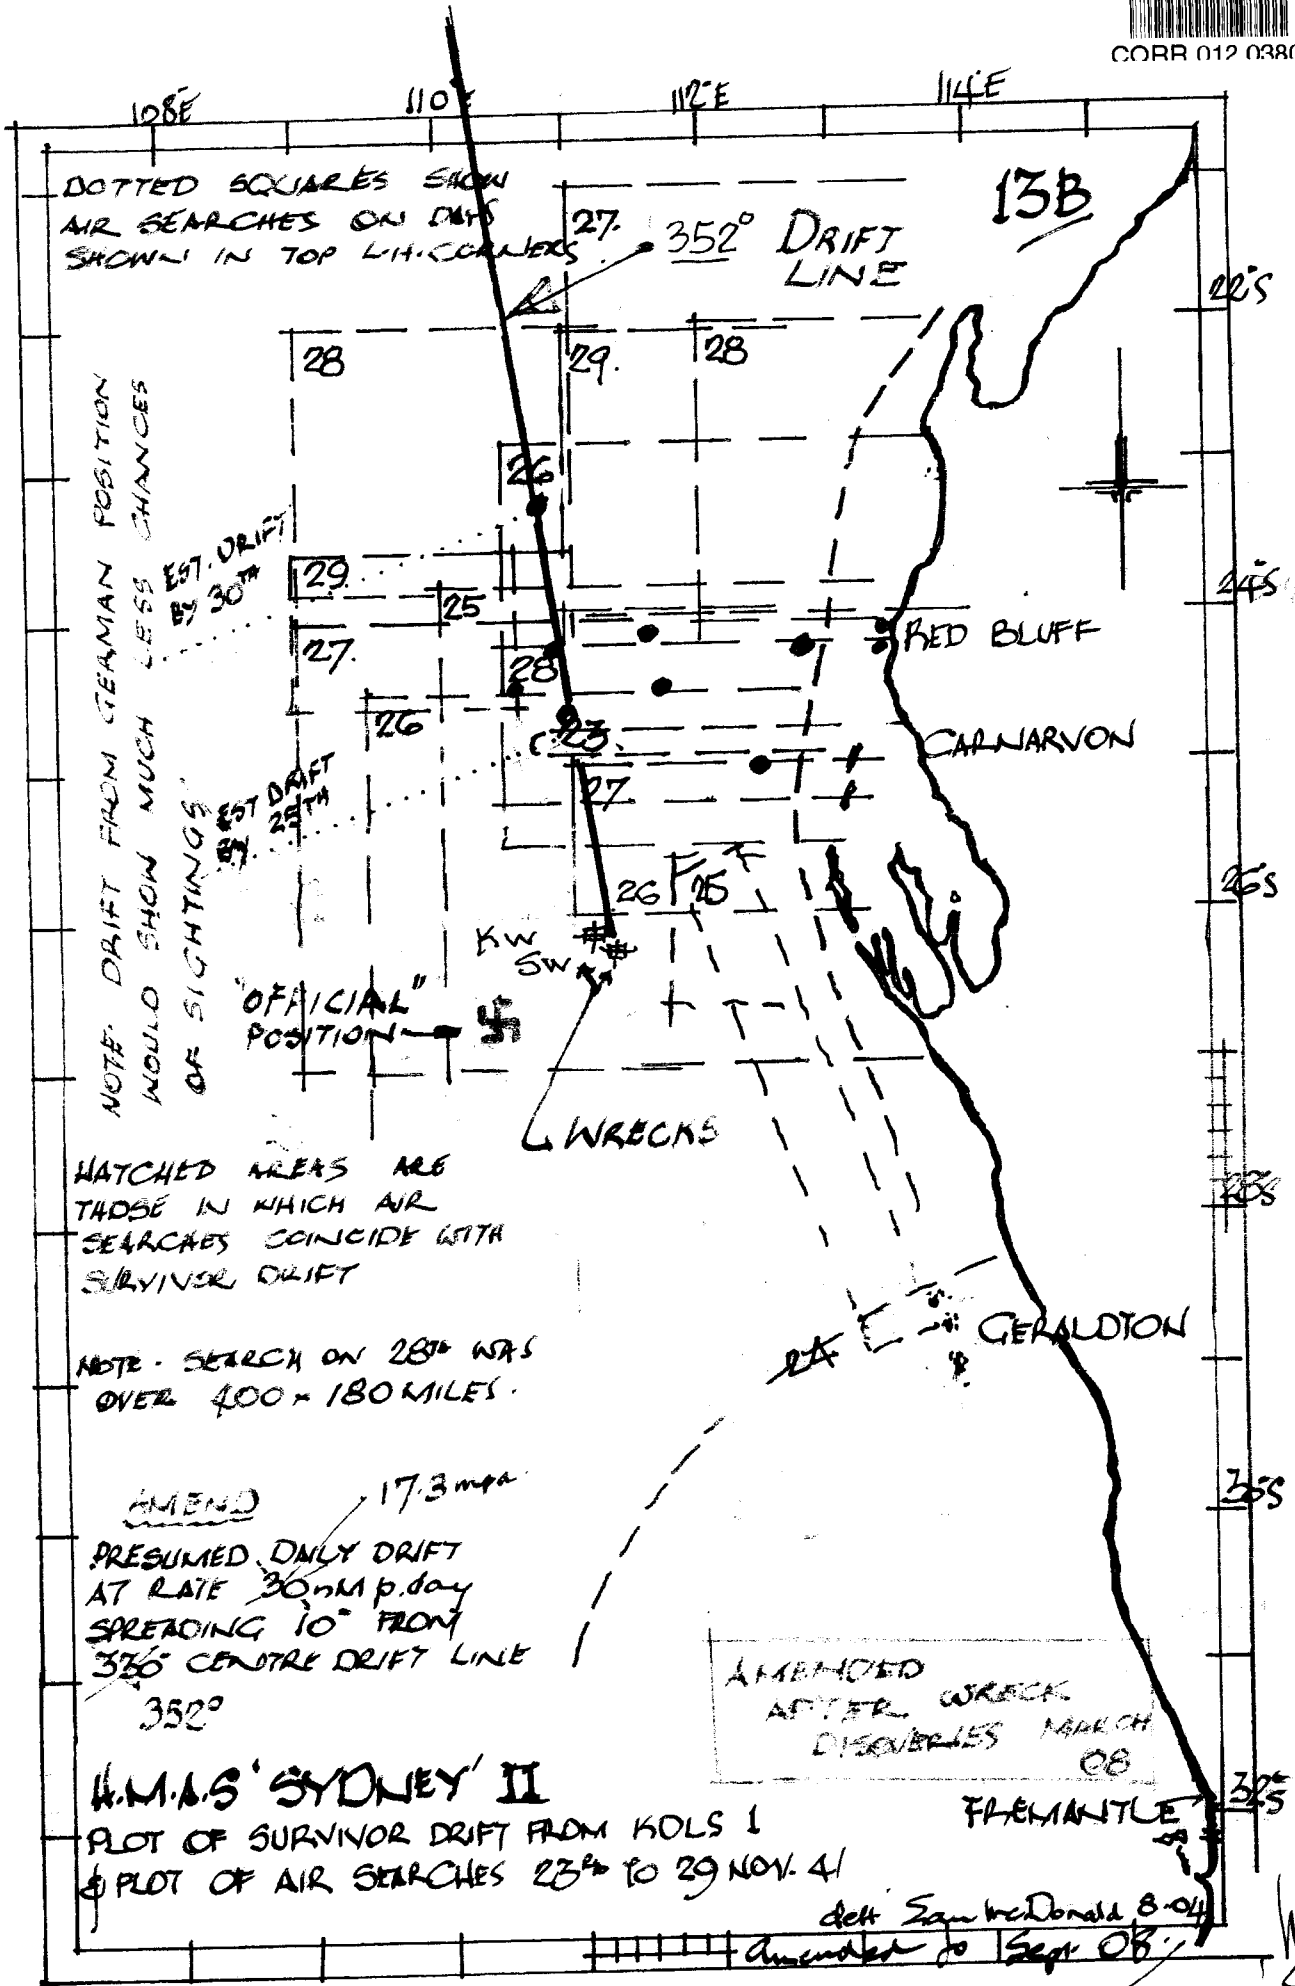 CORR 012 0380
108°E
110°E
112°E
114°E
DOTTED SQUARES SHOW
AIR SEARCHES ON DAYS
SHOWN IN TOP L.H. CORNERS
27.
352° DRIFT
LINE
13B
22°S
28
29.
28
26
NOTE. DRIFT FROM GERMAN POSITION
WOULD SHOW MUCH LESS CHANCES
OF SIGHTINGS
EST. DRIFT
BY 30TH
29
25
24°S
27.
28
RED BLUFF
26
23.
CARNARVON
EST DRIFT
BY 25TH
27
26
25
26°S
KW
SW
"OFFICIAL"
POSITION
WRECKS
HATCHED AREAS ARE
THOSE IN WHICH AIR
SEARCHES COINCIDE WITH
SURVIVOR DRIFT
28°S
GERALDTON
NOTE. SEARCH ON 28TH WAS
OVER 400 × 180 MILES.
AMEND
17.3
PRESUMED DAILY DRIFT
AT RATE 30nM p.day
SPREADING 10° FROM
336° CENTRE DRIFT LINE
352°
AMENDED
AFTER WRECK
DISCOVERIES MARCH
08
H.M.A.S 'SYDNEY' II
PLOT OF SURVIVOR DRIFT FROM KOLS 1
& PLOT OF AIR SEARCHES 23RD TO 29 NOV. 41
FREMANTLE
32°S
McDonald 8-04
amended to Sept 08.